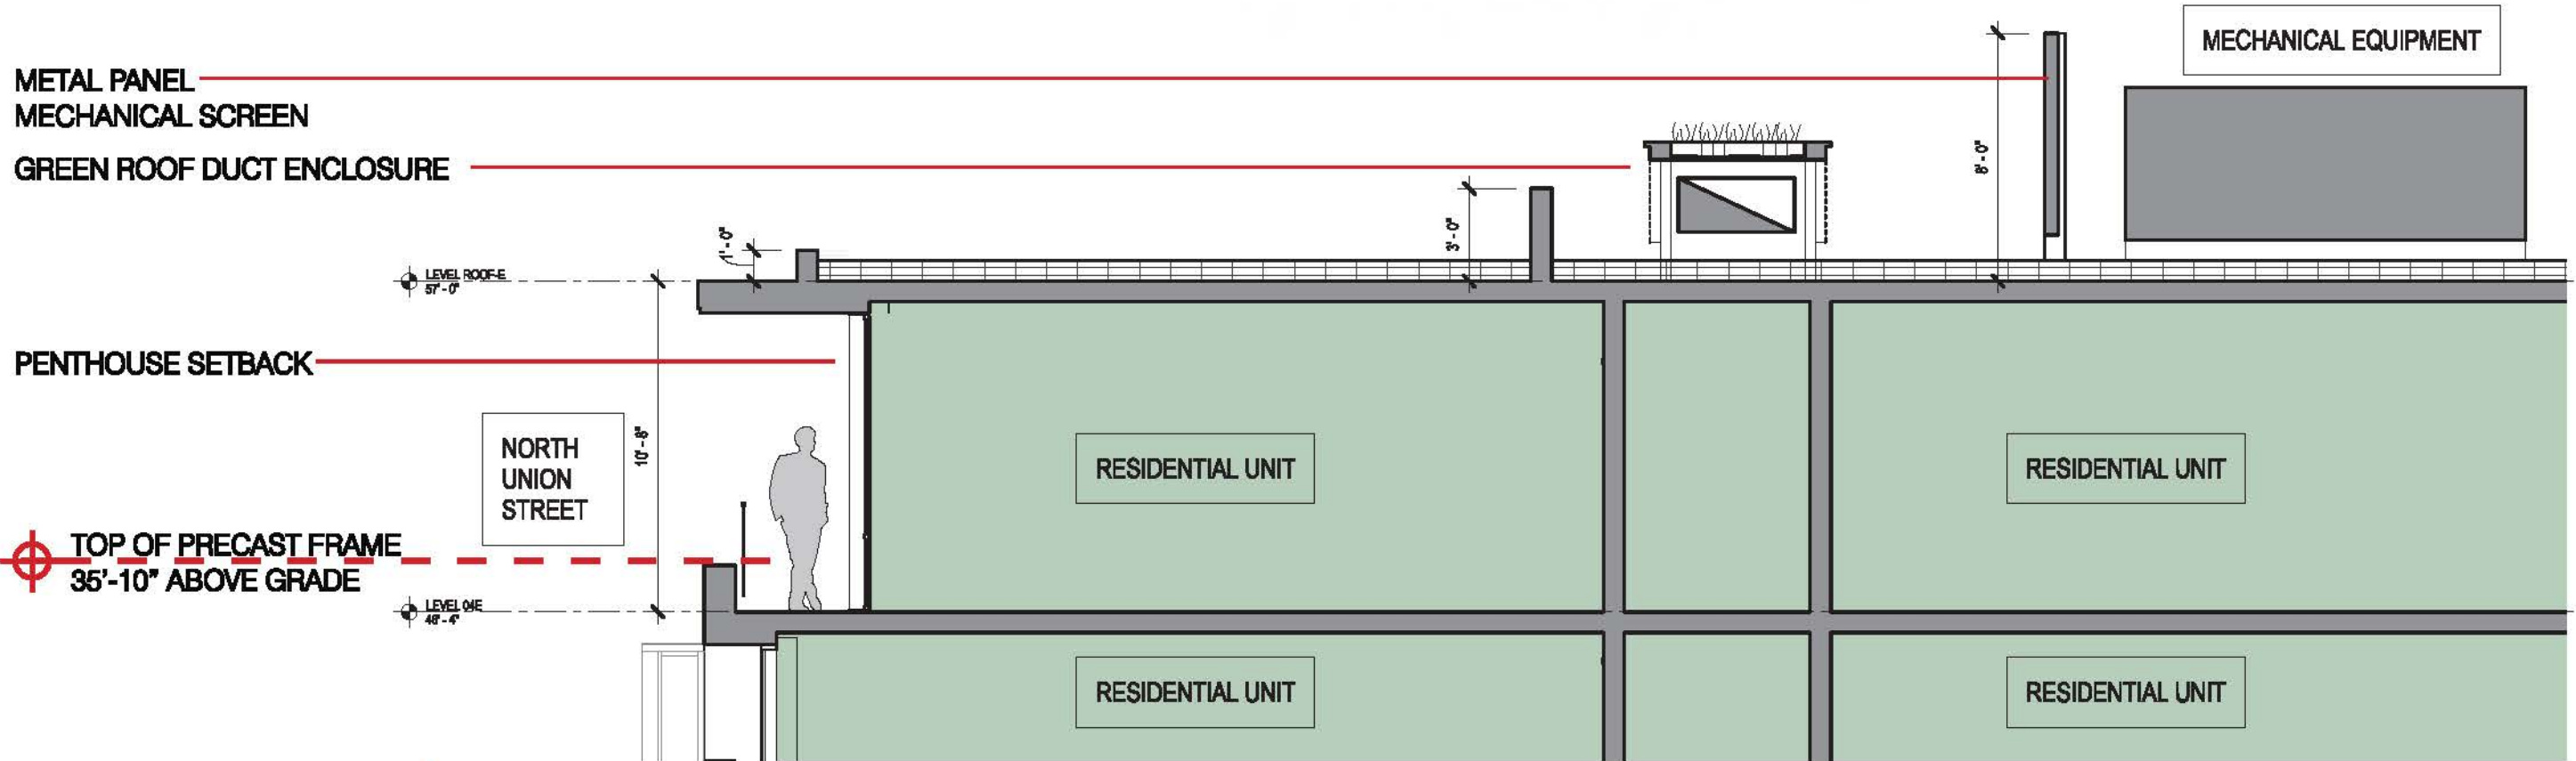 MECHANICAL EQUIPMENT
METAL PANEL
MECHANICAL SCREEN
GREEN ROOF DUCT ENCLOSURE
8' - 0"
3' - 0"
1' - 0"
LEVEL ROOF-E
57' - 0"
PENTHOUSE SETBACK
NORTH
UNION
STREET
10' - 8"
RESIDENTIAL UNIT
RESIDENTIAL UNIT
TOP OF PRECAST FRAME
35'-10" ABOVE GRADE
LEVEL 04E
46' - 4"
RESIDENTIAL UNIT
RESIDENTIAL UNIT